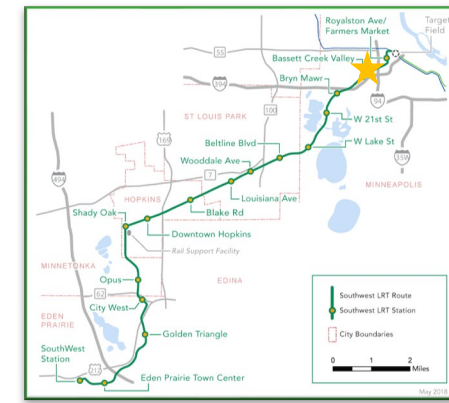 Royalston Ave/
Farmers Market
Target
Field
55
Bassett Creek Valley
394
Bryn Mawr
94
ST LOUIS PARK
100
W 21st St
169
Beltline Blvd
W Lake St
35W
Wooddale Ave
7
494
MINNEAPOLIS
HOPKINS
Louisiana Ave
Blake Rd
Shady Oak
Downtown Hopkins
Rail Support Facility
MINNETONKA
EDINA
Opus
62
City West
EDEN
PRAIRIE
Golden Triangle
SouthWest
Station
212
Eden Prairie Town Center
Southwest LRT Route
Southwest LRT Station
City Boundaries
0 1 2
Miles
May 2018